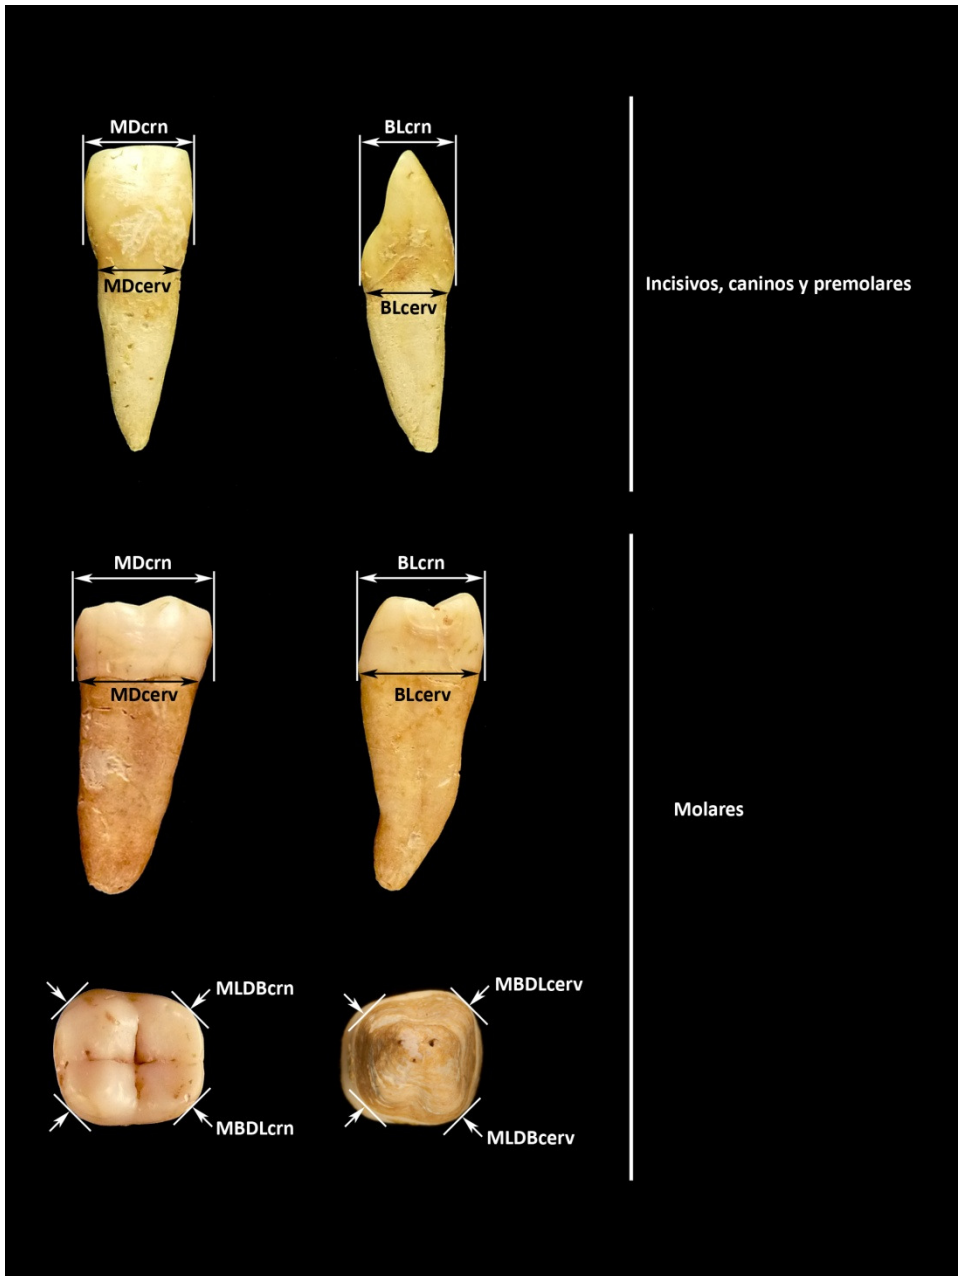 MDcrn
BLcrn
MDcerv
BLcerv
Incisivos, caninos y premolares
MDcrn
BLcrn
MDcerv
BLcerv
Molares
MLDBcrn
MBDLcerv
MBDLcrn
MLDBcerv